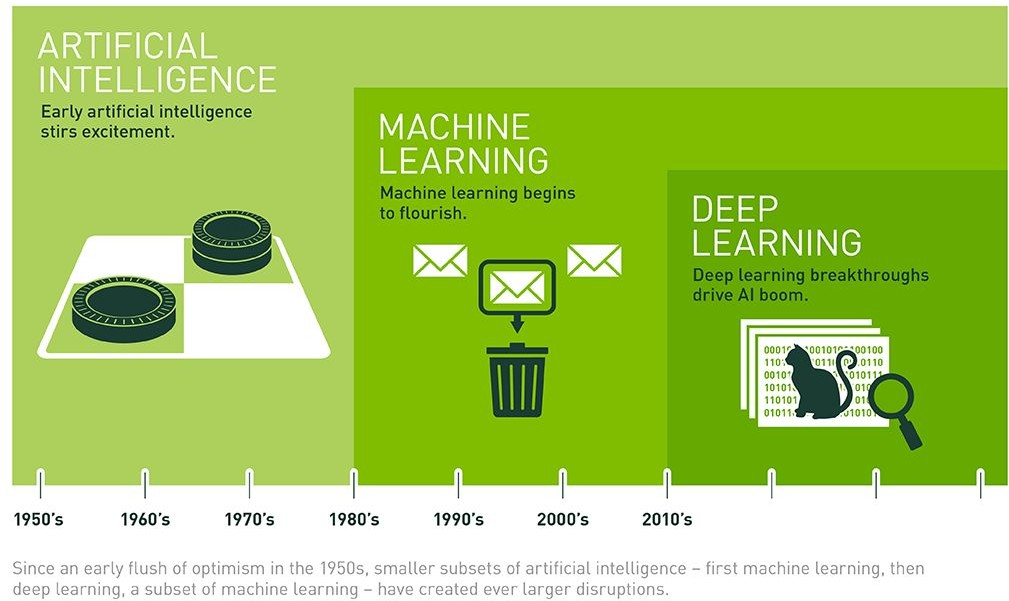 ARTIFICIAL
INTELLIGENCE
Early artificial intelligence
stirs excitement.
MACHINE
LEARNING
Machine learning begins
to flourish.
DEEP
LEARNING
Deep learning breakthroughs
drive AI boom.
1950's
1960's
1970's
1980's
1990's
2000's
2010's
Since an early flush of optimism in the 1950s, smaller subsets of artificial intelligence – first machine learning, then
deep learning, a subset of machine learning – have created ever larger disruptions.